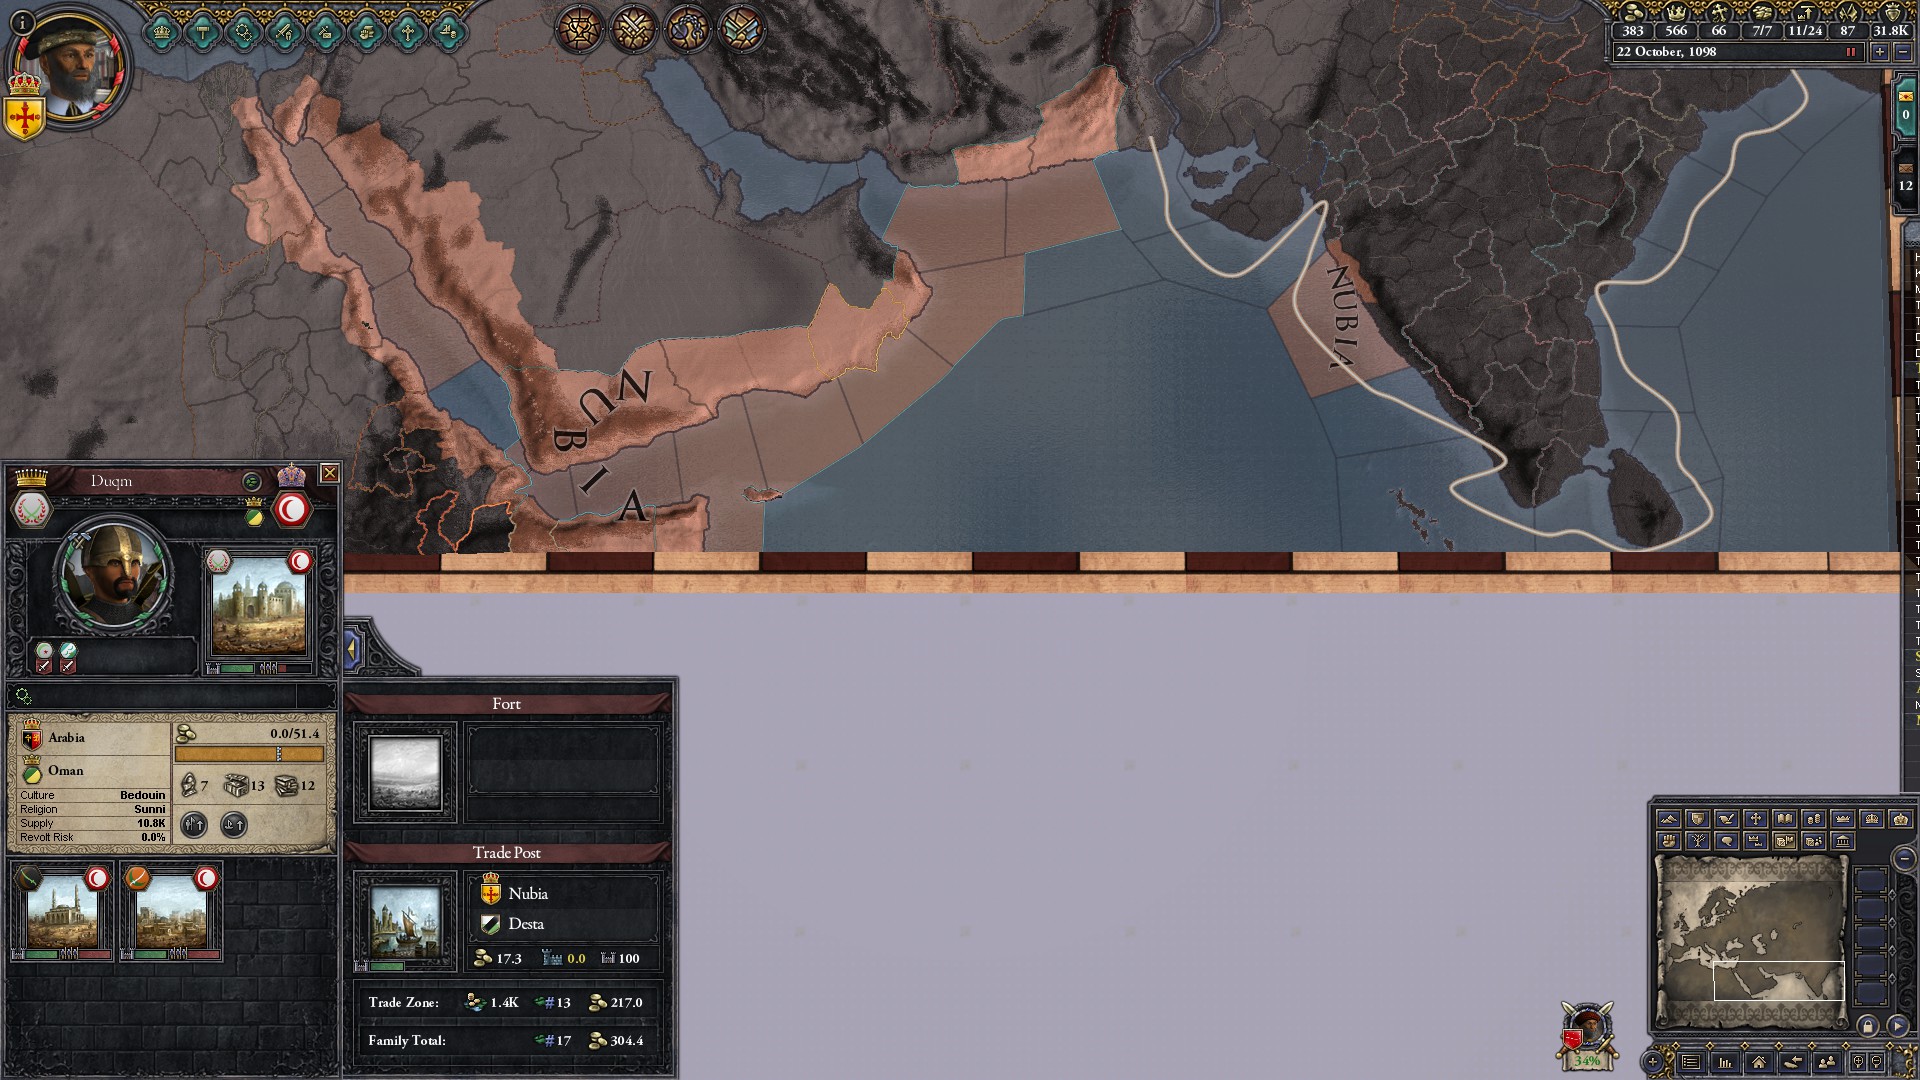 383 566 66 7/7 11/24 87 31.8K
22 October, 1098
0
12
NUBIA
NUBIA
Duqm
Arabia
Oman
Culture Bedouin
Religion Sunni
Supply 10.8K
Revolt Risk 0.0%
0.0/51.4
7 13 12
Fort
Trade Post
Nubia
Desta
17.3 0.0 100
Trade Zone: 1.4K #13 217.0
Family Total: #17 304.4
34%